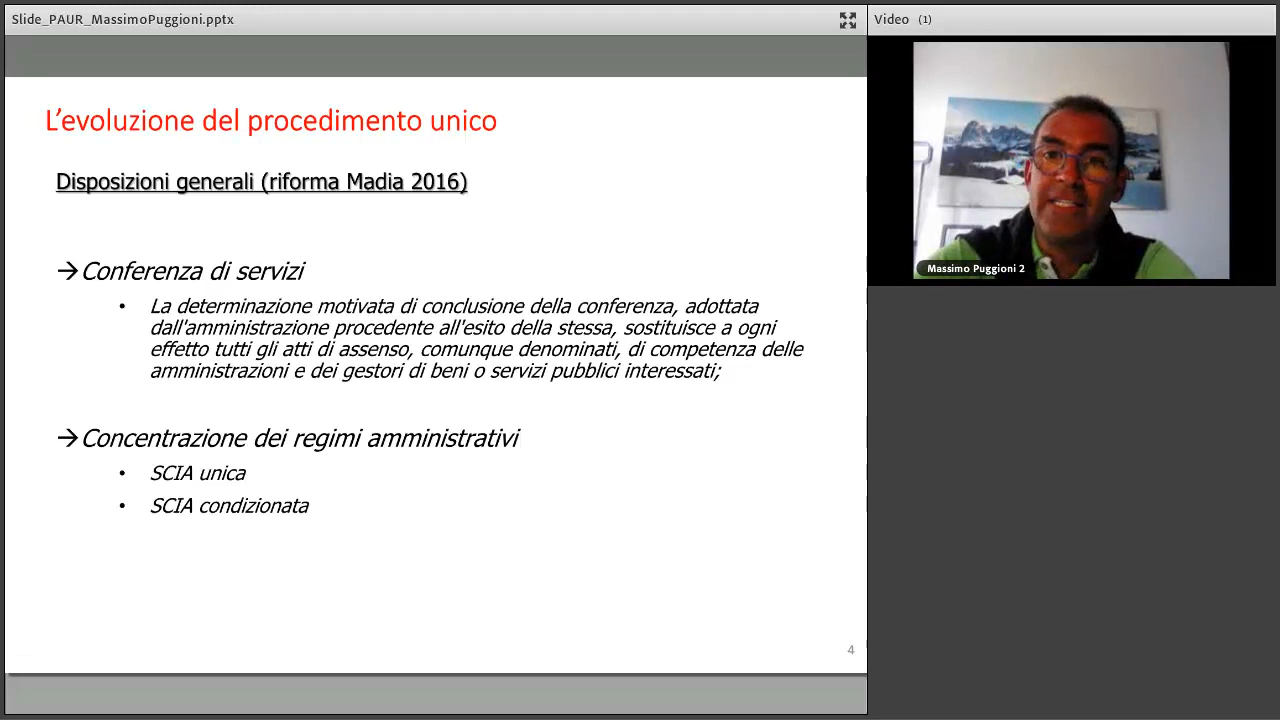 Slide_PAUR_MassimoPuggioni.pptx
Video (1)
L'evoluzione del procedimento unico
Disposizioni generali (riforma Madia 2016)
→Conferenza di servizi
• La determinazione motivata di conclusione della conferenza, adottata
dall'amministrazione procedente all'esito della stessa, sostituisce a ogni
effetto tutti gli atti di assenso, comunque denominati, di competenza delle
amministrazioni e dei gestori di beni o servizi pubblici interessati;
→Concentrazione dei regimi amministrativi
• SCIA unica
• SCIA condizionata
4
Massimo Puggioni 2